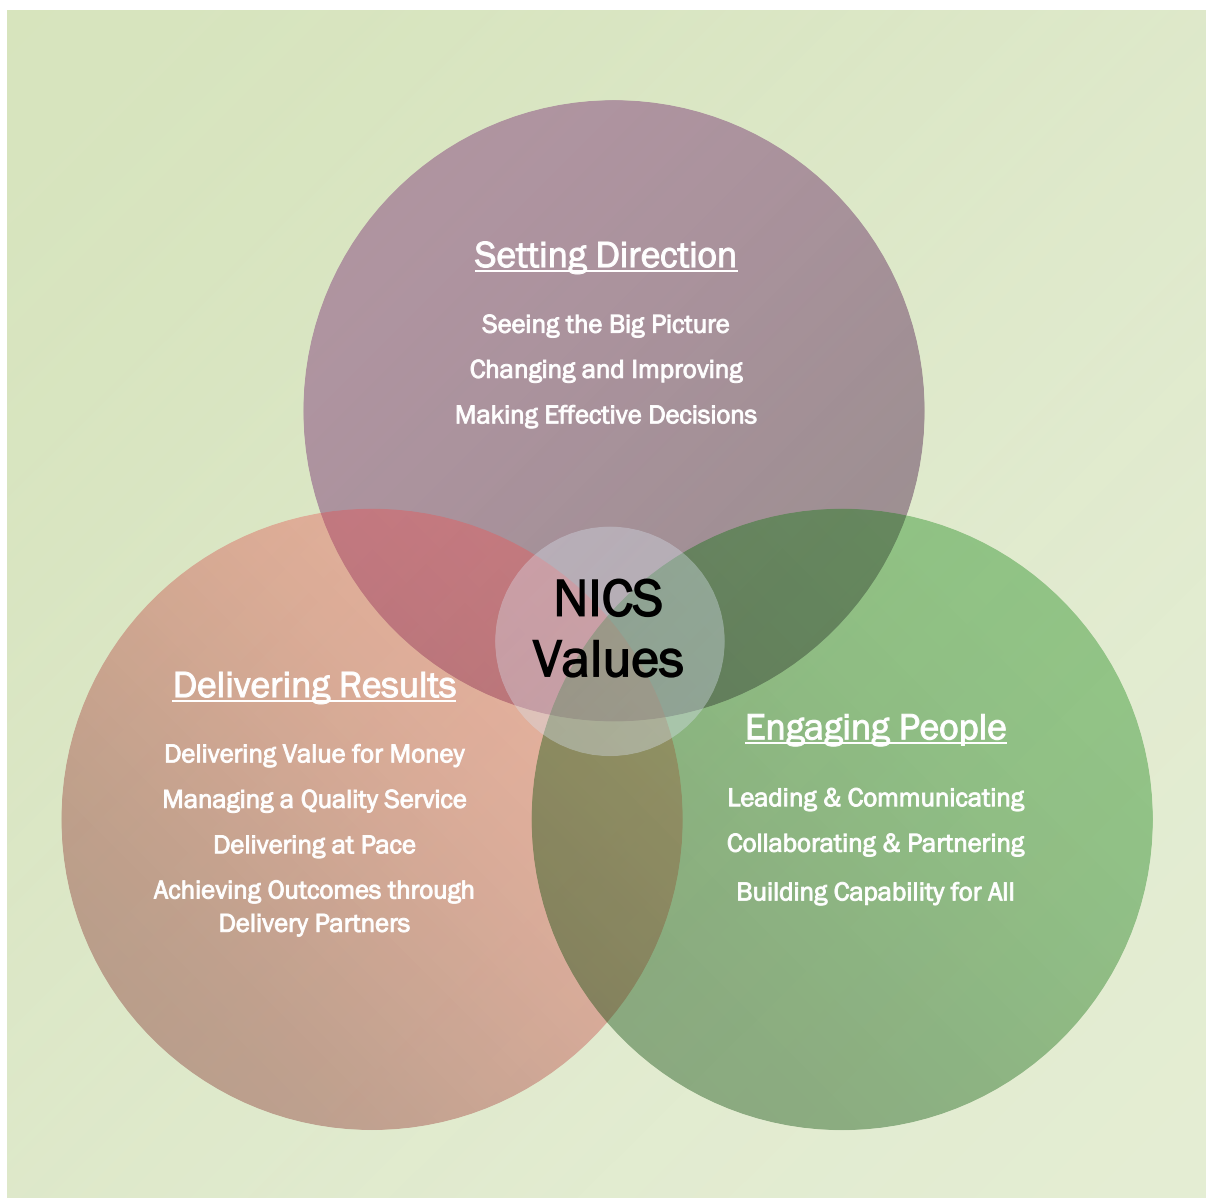 Setting Direction
Seeing the Big Picture
Changing and Improving
Making Effective Decisions
NICS
Values
Delivering Results
Delivering Value for Money
Managing a Quality Service
Delivering at Pace
Achieving Outcomes through
Delivery Partners
Engaging People
Leading & Communicating
Collaborating & Partnering
Building Capability for All